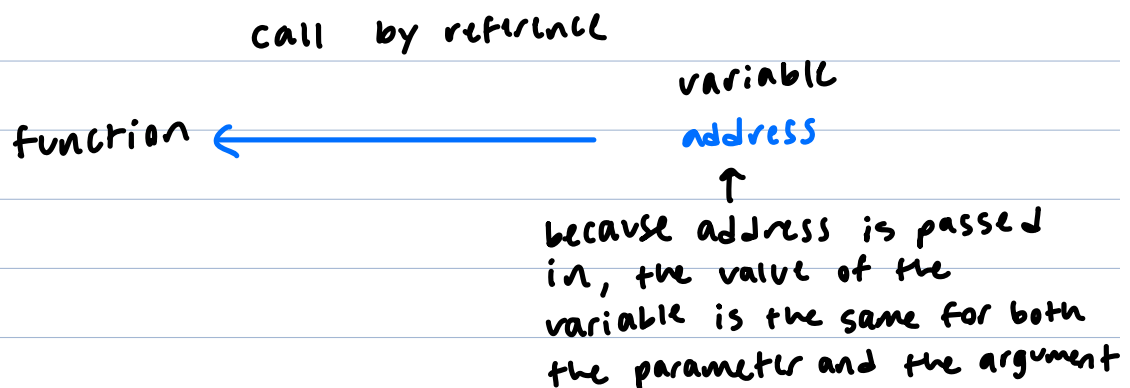 call by reference
variable
function address
because address is passed
in, the value of the
variable is the same for both
the parameter and the argument